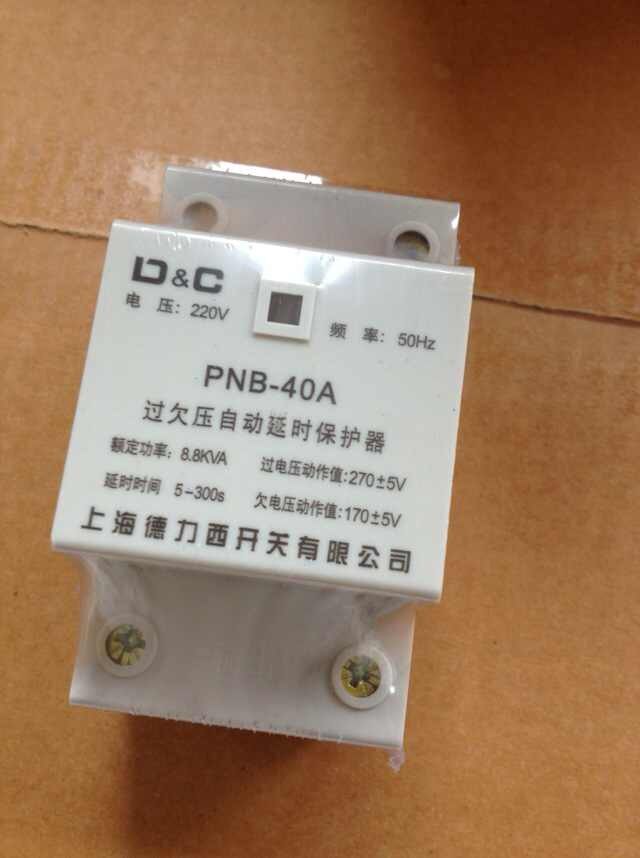 D&C
电 压: 220V
频 率: 50Hz
PNB-40A
过欠压自动延时保护器
额定功率: 8.8KVA 过电压动作值:270±5V
延时时间 5-300s 欠电压动作值:170±5V
上海德力西开关有限公司